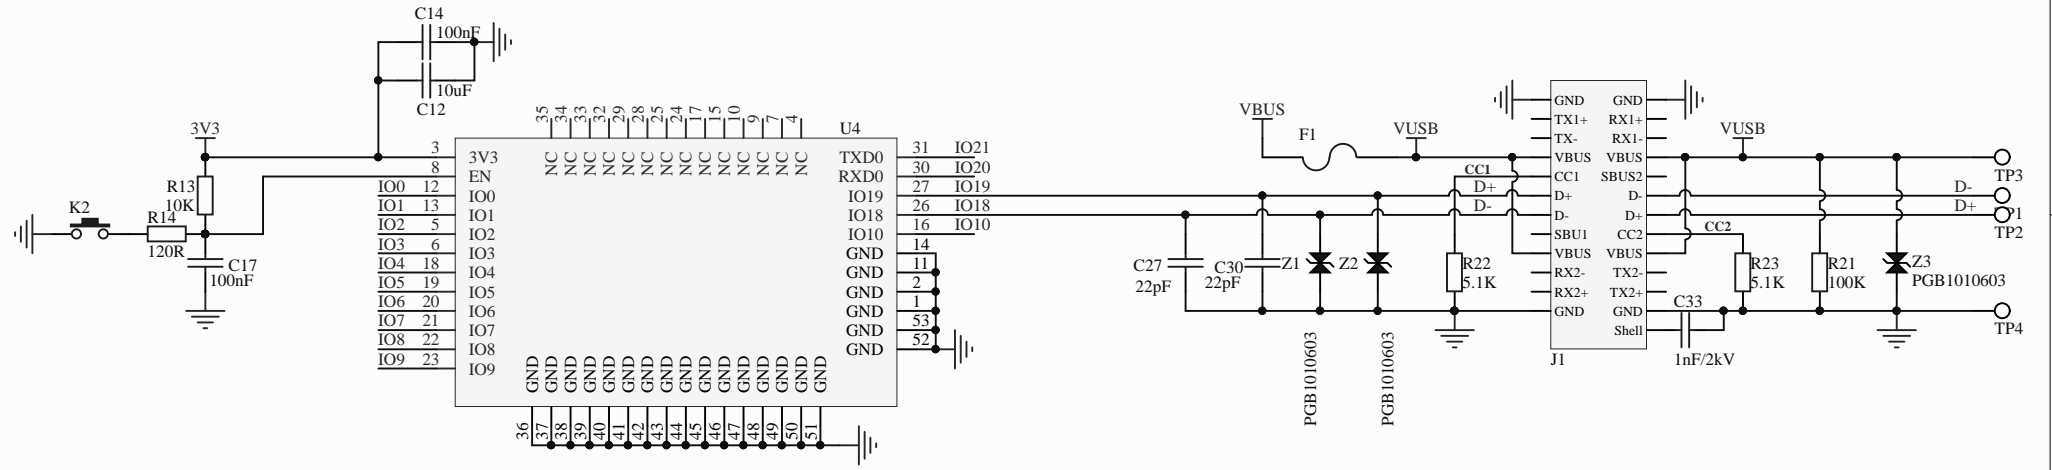 C14
100nF
10uF
C12
3V3
R13
10K
K2
R14
120R
C17
100nF
35 34 33 32 29 28 25 24 17 15 10 9 7 4
NC NC NC NC NC NC NC NC NC NC NC NC NC NC
U4
3 3V3
8 EN
IO0 12 IO0
IO1 13 IO1
IO2 5 IO2
IO3 6 IO3
IO4 18 IO4
IO5 19 IO5
IO6 20 IO6
IO7 21 IO7
IO8 22 IO8
IO9 23 IO9
TXD0 31 IO21
RXD0 30 IO20
IO19 27 IO19
IO18 26 IO18
IO10 16 IO10
GND 14
GND 11
GND 2
GND 1
GND 53
GND 52
GND GND GND GND GND GND GND GND GND GND GND GND GND GND GND GND
36 37 38 39 40 41 42 43 44 45 46 47 48 49 50 51
VBUS
F1
VUSB
CC1
D+
D-
C27
22pF
C30
22pF
Z1
Z2
PGB1010603
PGB1010603
R22
5.1K
GND GND
TX1+ RX1+
TX- RX1-
VBUS VBUS
CC1 SBUS2
D+ D-
D- D+
SBU1 CC2
VBUS VBUS
RX2- TX2-
RX2+ TX2+
GND GND
Shell
J1
VUSB
CC2
R23
5.1K
R21
100K
Z3
PGB1010603
C33
1nF/2kV
D-
D+
TP3
TP1
TP2
TP4